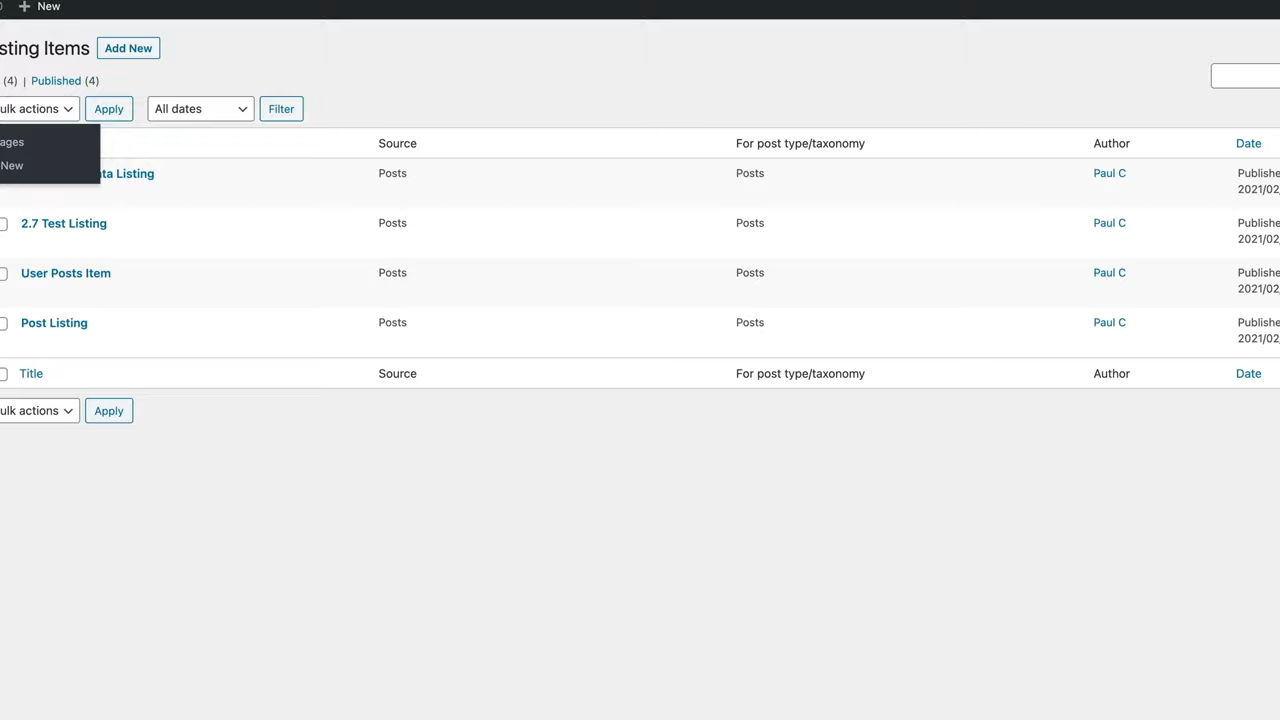 New
sting Items Add New
(4) | Published (4)
ulk actions Apply All dates Filter
ages
New
Source For post type/taxonomy Author Date
ta Listing Posts Posts Paul C Publishe
2021/02
2.7 Test Listing Posts Posts Paul C Publishe
2021/02
User Posts Item Posts Posts Paul C Publishe
2021/02
Post Listing Posts Posts Paul C Publishe
2021/02
Title Source For post type/taxonomy Author Date
ulk actions Apply